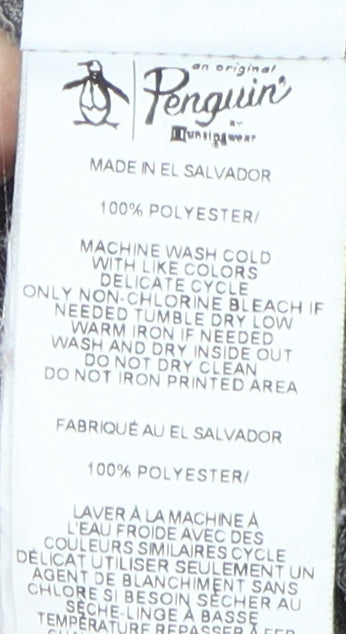 an original
Penguin
BY
Munsingwear
MADE IN EL SALVADOR
100% POLYESTER/
MACHINE WASH COLD
WITH LIKE COLORS
DELICATE CYCLE
ONLY NON-CHLORINE BLEACH IF
NEEDED TUMBLE DRY LOW
WARM IRON IF NEEDED
WASH AND DRY INSIDE OUT
DO NOT DRY CLEAN
DO NOT IRON PRINTED AREA
FABRIQUÉ AU EL SALVADOR
100% POLYESTER/
LAVER À LA MACHINE À
L'EAU FROIDE AVEC DES
COULEURS SIMILAIRES CYCLE
DÉLICAT UTILISER SEULEMENT UN
AGENT DE BLANCHIMENT SANS
CHLORE SI BESOIN SÉCHER AU
SÈCHE-LINGE À BASSE
TEMPÉRATURE REPASSER À FER